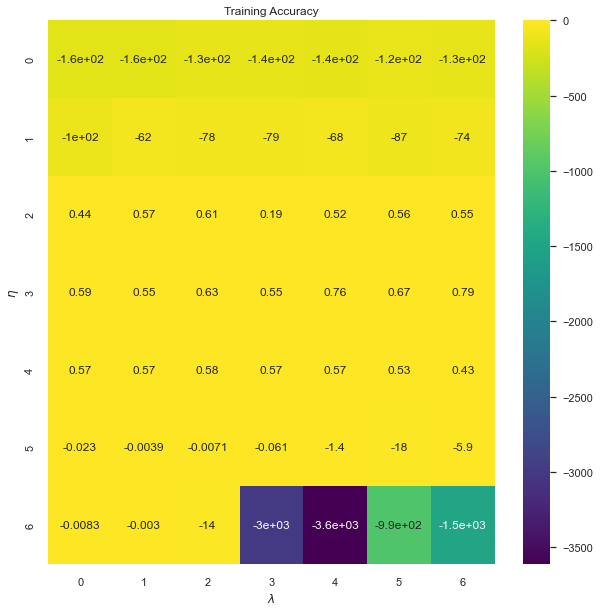 Training Accuracy
0 -1.6e+02 -1.6e+02 -1.3e+02 -1.4e+02 -1.4e+02 -1.2e+02 -1.3e+02
1 -1e+02 -62 -78 -79 -68 -87 -74
2 0.44 0.57 0.61 0.19 0.52 0.56 0.55
η
3 0.59 0.55 0.63 0.55 0.76 0.67 0.79
4 0.57 0.57 0.58 0.57 0.57 0.53 0.43
5 -0.023 -0.0039 -0.0071 -0.061 -1.4 -18 -5.9
6 -0.0083 -0.003 -14 -3e+03 -3.6e+03 -9.9e+02 -1.5e+03
0 1 2 3 4 5 6
λ
0
−500
−1000
−1500
−2000
−2500
−3000
−3500